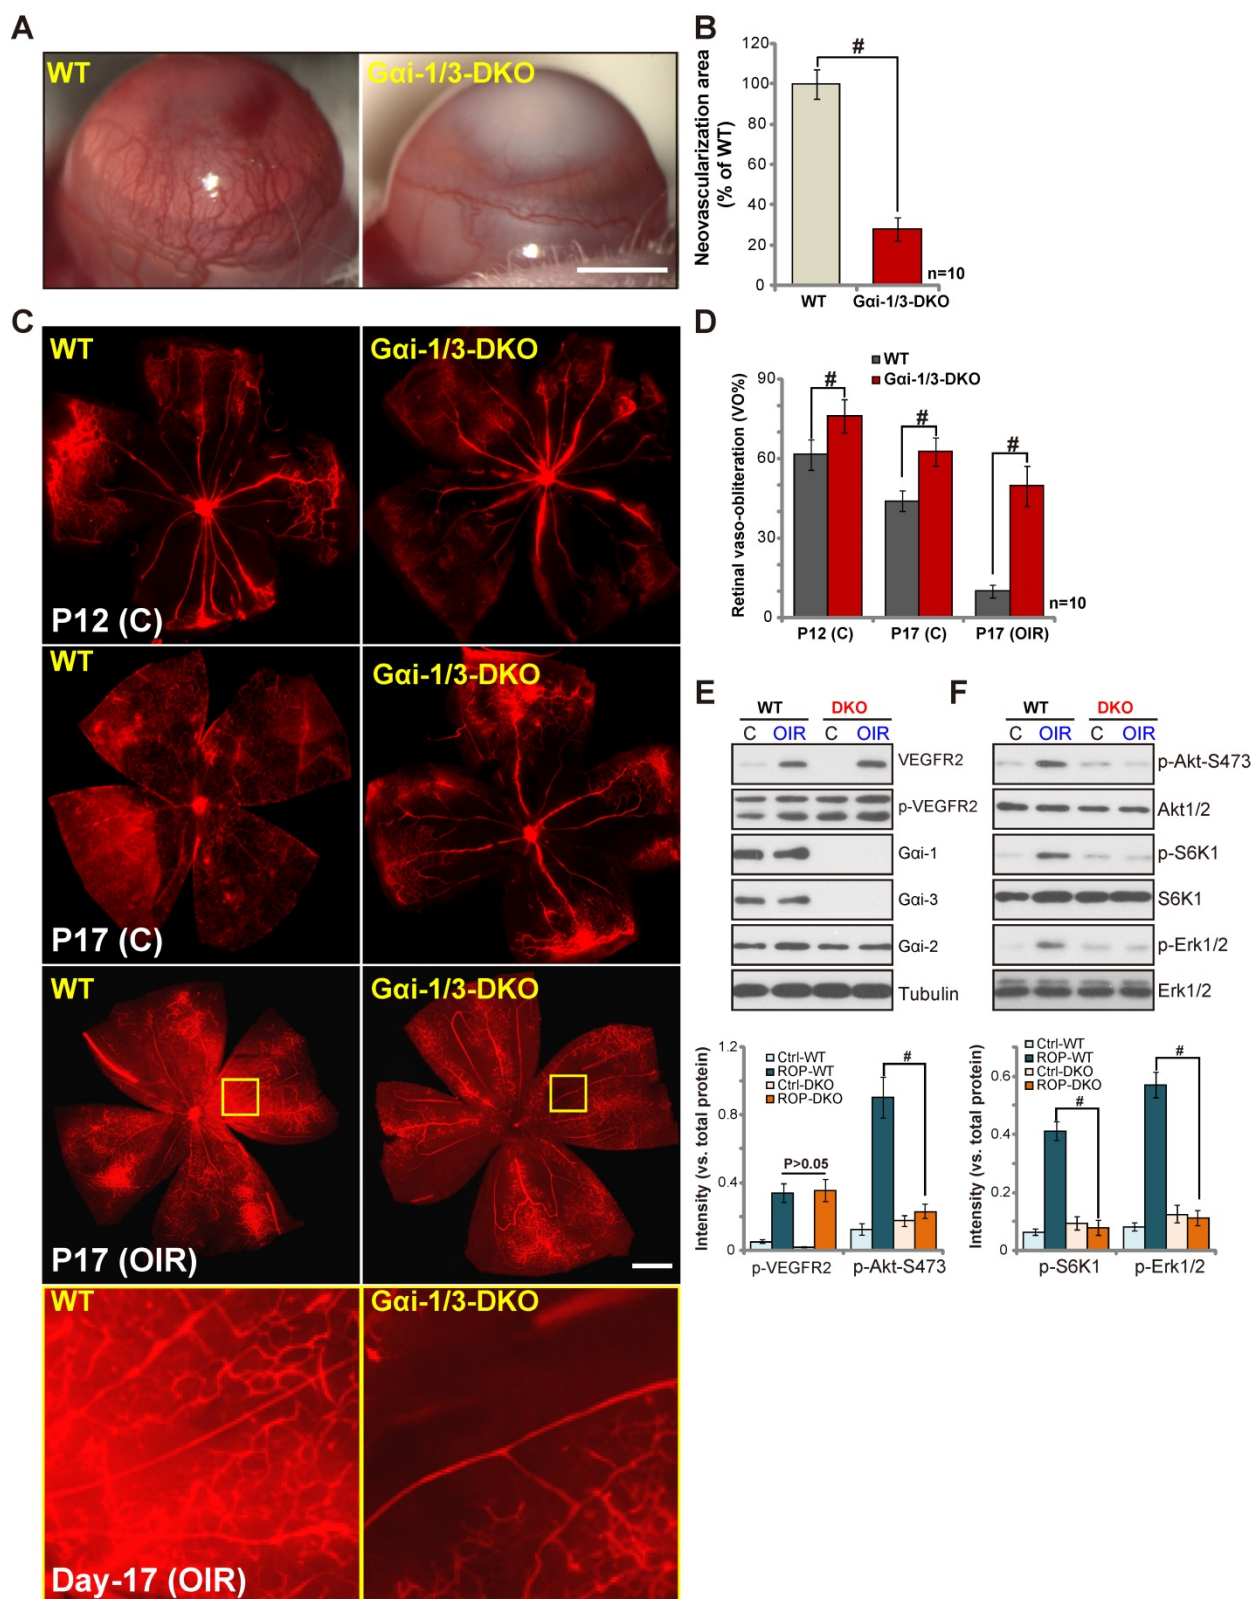 A
WT
Gαi-1/3-DKO
B
Neovascularization area
(% of WT)
120
100
80
60
40
20
0
#
n=10
WT
Gαi-1/3-DKO
C
WT
Gαi-1/3-DKO
P12 (C)
WT
Gαi-1/3-DKO
P17 (C)
WT
Gαi-1/3-DKO
P17 (OIR)
WT
Gαi-1/3-DKO
Day-17 (OIR)
D
WT
Gαi-1/3-DKO
Retinal vaso-obliteration (VO%)
90
60
30
0
#
#
#
n=10
P12 (C)
P17 (C)
P17 (OIR)
E
WT
DKO
C
OIR
C
OIR
VEGFR2
p-VEGFR2
Gαi-1
Gαi-3
Gαi-2
Tubulin
Intensity (vs. total protein)
1.2
0.8
0.4
0
Ctrl-WT
ROP-WT
Ctrl-DKO
ROP-DKO
P>0.05
#
p-VEGFR2
p-Akt-S473
F
WT
DKO
C
OIR
C
OIR
p-Akt-S473
Akt1/2
p-S6K1
S6K1
p-Erk1/2
Erk1/2
Intensity (vs. total protein)
0.6
0.4
0.2
0
Ctrl-WT
ROP-WT
Ctrl-DKO
ROP-DKO
#
#
p-S6K1
p-Erk1/2